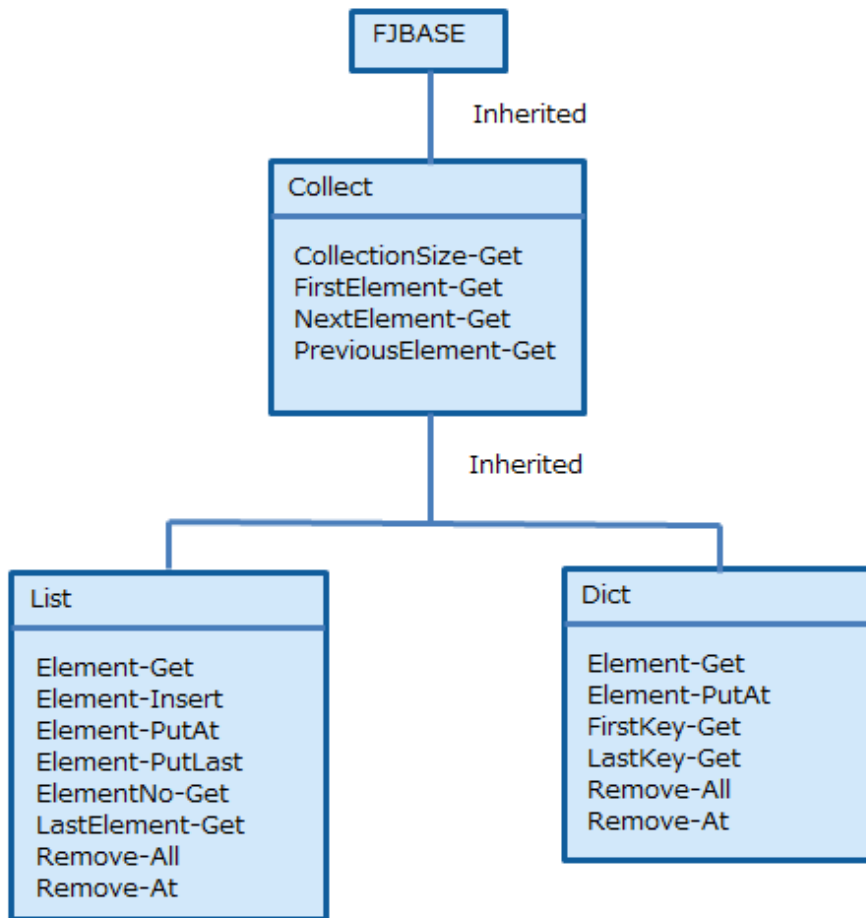 FJBASE
Inherited
Collect
CollectionSize-Get
FirstElement-Get
NextElement-Get
PreviousElement-Get
Inherited
List
Element-Get
Element-Insert
Element-PutAt
Element-PutLast
ElementNo-Get
LastElement-Get
Remove-All
Remove-At
Dict
Element-Get
Element-PutAt
FirstKey-Get
LastKey-Get
Remove-All
Remove-At